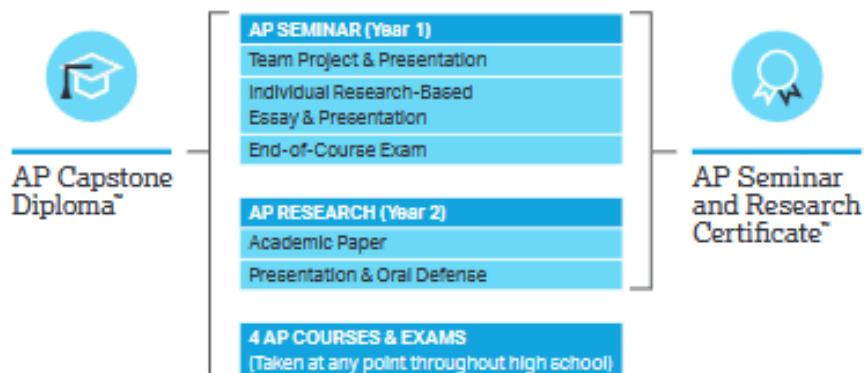 AP SEMINAR (Year 1)
Team Project & Presentation
Individual Research-Based
Essay & Presentation
End-of-Course Exam
AP Capstone
Diploma™
AP Seminar
and Research
Certificate™
AP RESEARCH (Year 2)
Academic Paper
Presentation & Oral Defense
4 AP COURSES & EXAMS
(Taken at any point throughout high school)